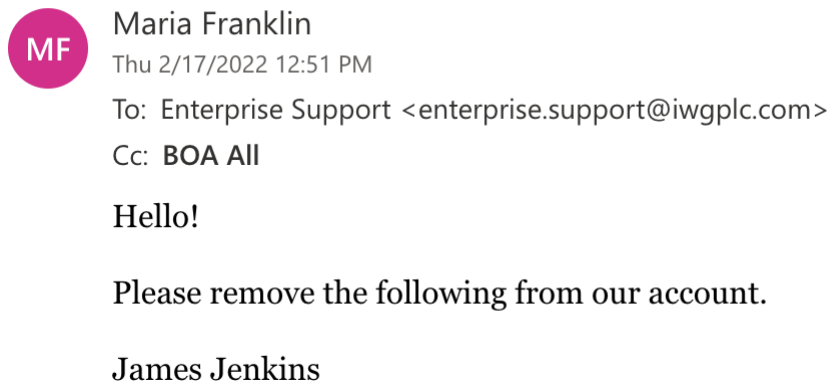 MF
Maria Franklin
Thu 2/17/2022 12:51 PM
To: Enterprise Support <enterprise.support@iwgplc.com>
Cc: BOA All
Hello!
Please remove the following from our account.
James Jenkins